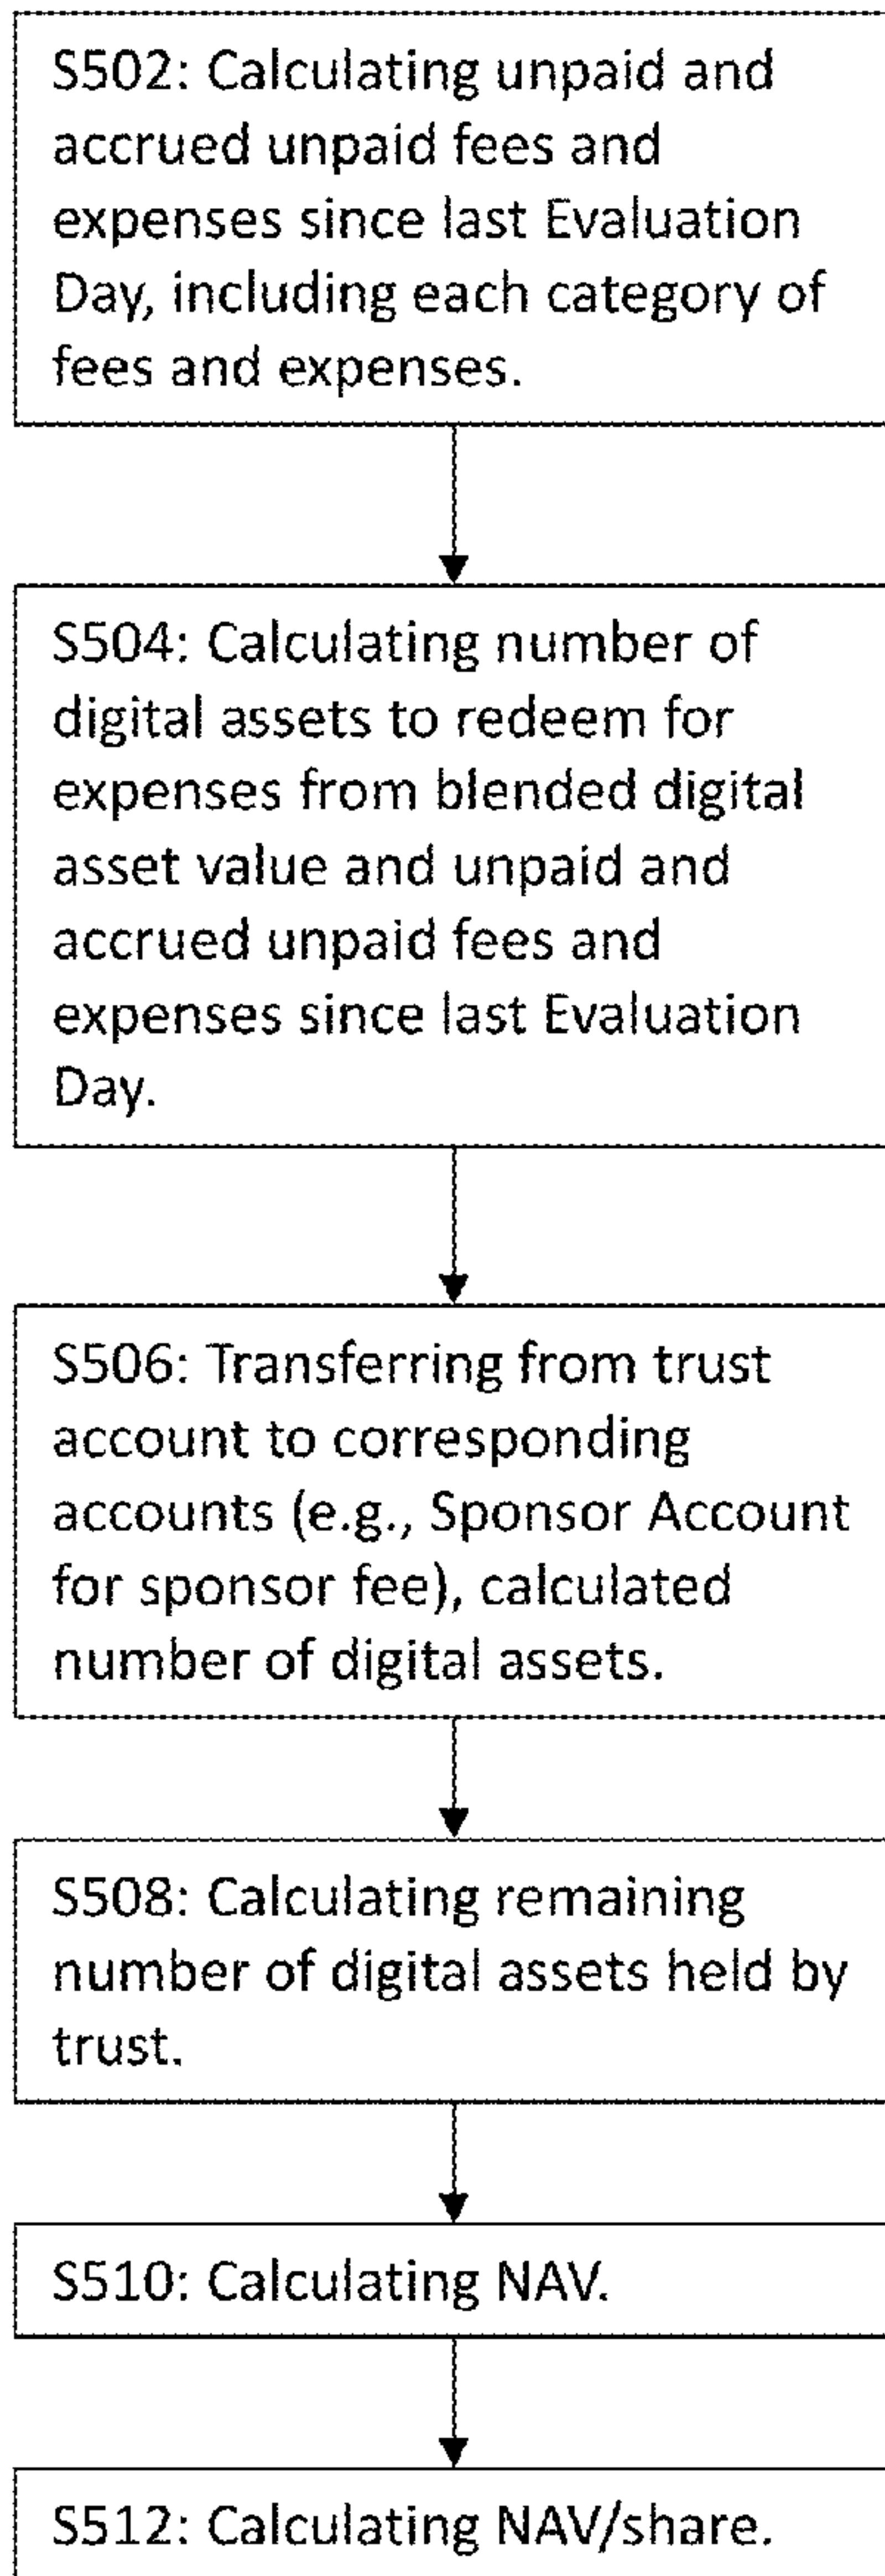 S502: Calculating unpaid and
accrued unpaid fees and
expenses since last Evaluation
Day, including each category of
fees and expenses.
S504: Calculating number of
digital assets to redeem for
expenses from blended digital
asset value and unpaid and
accrued unpaid fees and
expenses since last Evaluation
Day.
S506: Transferring from trust
account to corresponding
accounts (e.g., Sponsor Account
for sponsor fee), calculated
number of digital assets.
S508: Calculating remaining
number of digital assets held by
trust.
S510: Calculating NAV.
S512: Calculating NAV/share.